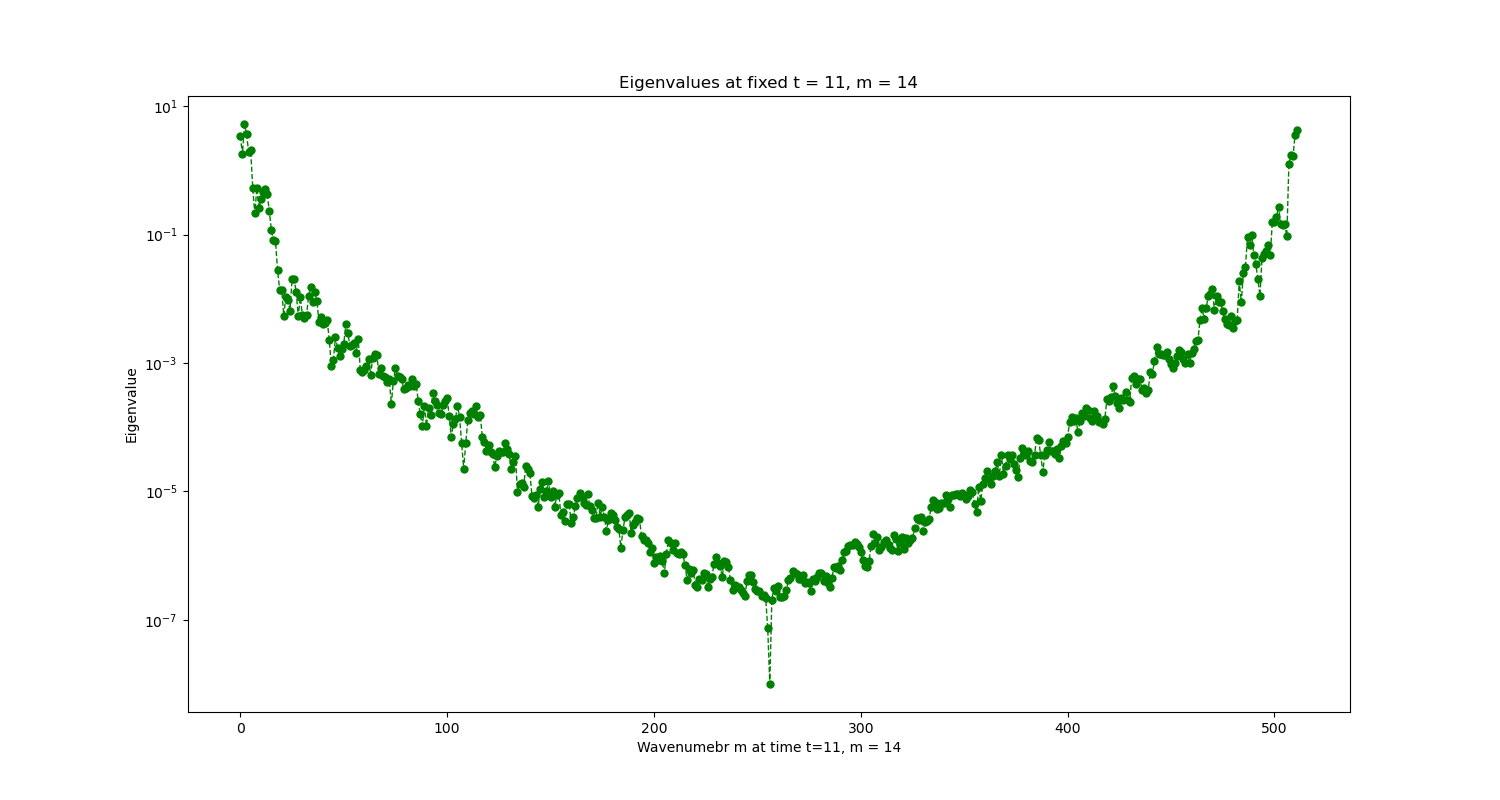 Eigenvalues at fixed t = 11, m = 14
10^1
10^-1
10^-3
10^-5
10^-7
Eigenvalue
0 100 200 300 400 500
Wavenumebr m at time t=11, m = 14